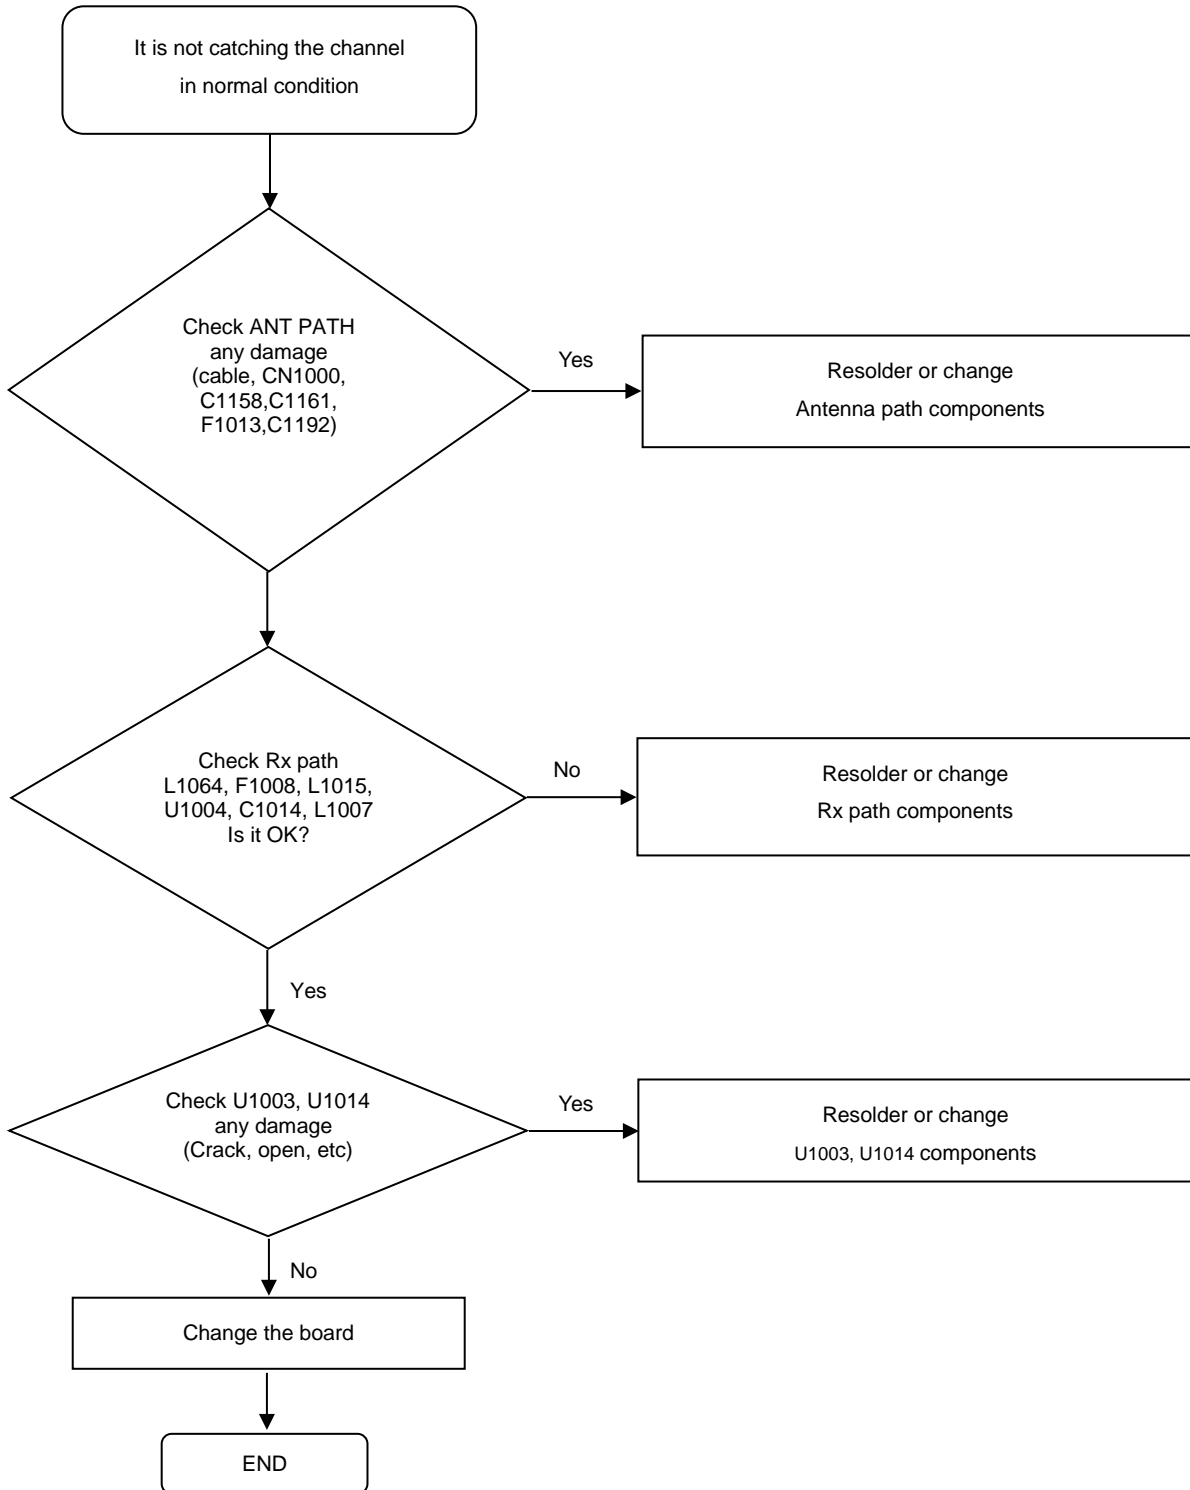 It is not catching the channel
in normal condition
Check ANT PATH
any damage
(cable, CN1000,
C1158,C1161,
F1013,C1192)
Yes
Resolder or change
Antenna path components
Check Rx path
L1064, F1008, L1015,
U1004, C1014, L1007
Is it OK?
No
Resolder or change
Rx path components
Yes
Check U1003, U1014
any damage
(Crack, open, etc)
Yes
Resolder or change
U1003, U1014 components
No
Change the board
END